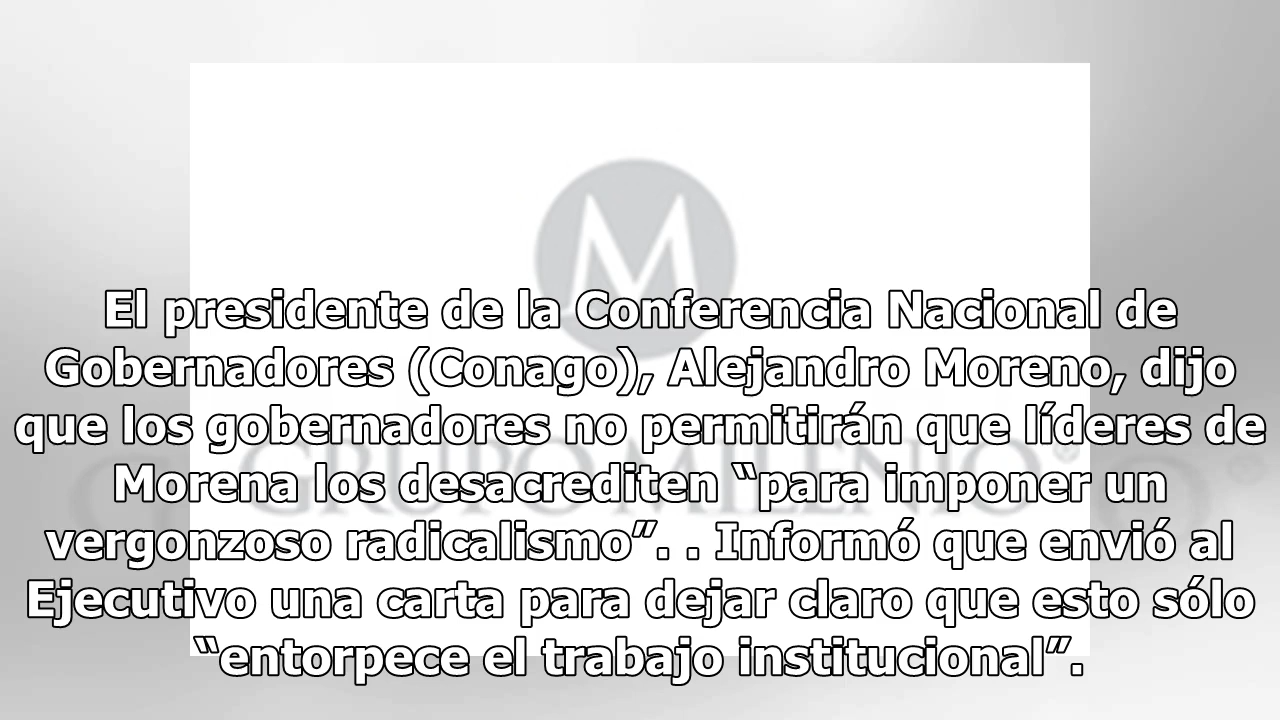 M
El presidente de la Conferencia Nacional de
Gobernadores (Conago), Alejandro Moreno, dijo
que los gobernadores no permitirán que líderes de
GRUPO MILENIO®
Morena los desacrediten “para imponer un
vergonzoso radicalismo”. . Informó que envió al
Ejecutivo una carta para dejar claro que esto sólo
“entorpece el trabajo institucional”.